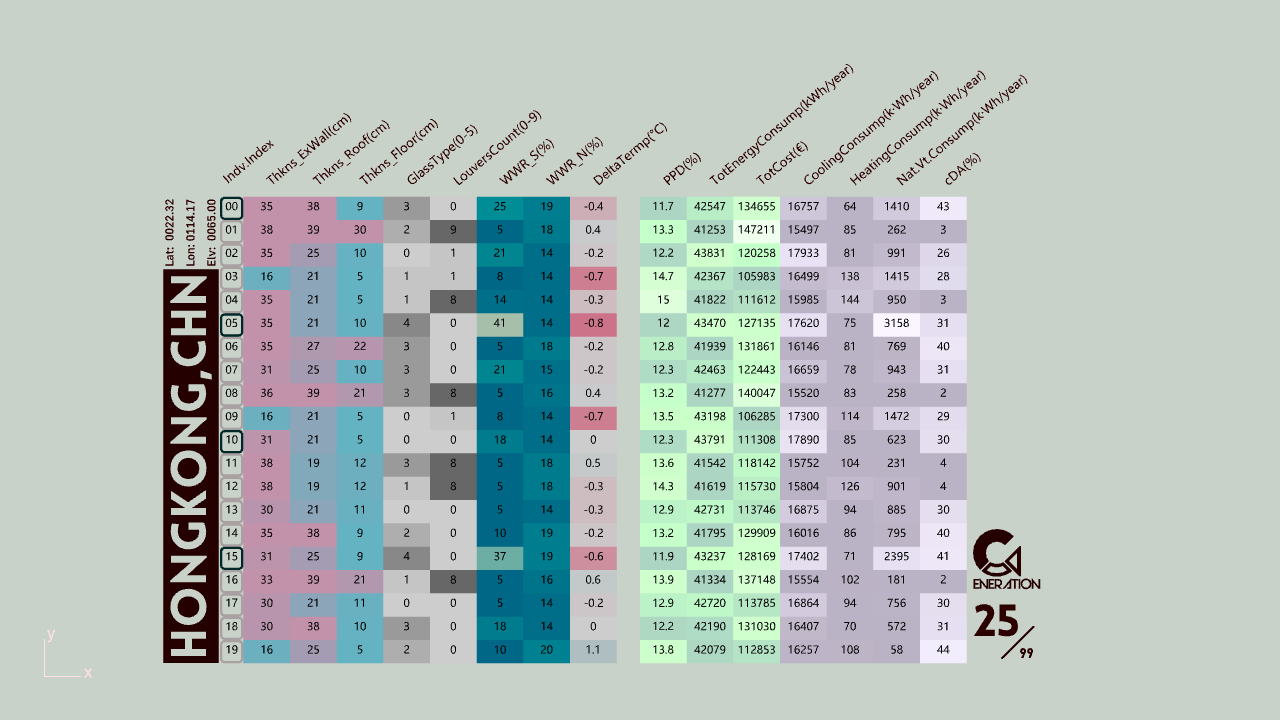 Indv.Index Thkns_ExWall(cm) Thkns_Roof(cm) Thkns_Floor(cm) GlassType(0-5) LouversCount(0-9) WWR_S(%) WWR_N(%) DeltaTermp(°C) PPD(%) TotEnergyConsump(kWh/year) TotCost(€) CoolingConsump(k·Wh/year) HeatingConsump(k·Wh/year) Nat.Vt.Consump(k·Wh/year) cDA(%)
Lat: 0022.32
Lon: 0114.17
Elv: 0065.00
HONGKONG,CHN
00 35 38 9 3 0 25 19 -0.4 11.7 42547 134655 16757 64 1410 43
01 38 39 30 2 9 5 18 0.4 13.3 41253 147211 15497 85 262 3
02 35 25 10 0 1 21 14 -0.2 12.2 43831 120258 17933 81 991 26
03 16 21 5 1 1 8 14 -0.7 14.7 42367 105983 16499 138 1415 28
04 35 21 5 1 8 14 14 -0.3 15 41822 111612 15985 144 950 3
05 35 21 10 4 0 41 14 -0.8 12 43470 127135 17620 75 3158 31
06 35 27 22 3 0 5 18 -0.2 12.8 41939 131861 16146 81 769 40
07 31 25 10 3 0 21 15 -0.2 12.3 42463 122443 16659 78 943 31
08 36 39 21 3 8 5 16 0.4 13.2 41277 140047 15520 83 258 2
09 16 21 5 0 1 8 14 -0.7 13.5 43198 106285 17300 114 1472 29
10 31 21 5 0 0 18 14 0 12.3 43791 111308 17890 85 623 30
11 38 19 12 3 8 5 18 0.5 13.6 41542 118142 15752 104 231 4
12 38 19 12 1 8 5 18 -0.3 14.3 41619 115730 15804 126 901 4
13 30 21 11 0 0 5 14 -0.3 12.9 42731 113746 16875 94 885 30
14 35 38 9 2 0 10 19 -0.2 13.2 41795 129909 16016 86 795 40
15 31 25 9 4 0 37 19 -0.6 11.9 43237 128169 17402 71 2395 41
16 33 39 21 1 8 5 16 0.6 13.9 41334 137148 15554 102 181 2
17 30 21 11 0 0 5 14 -0.2 12.9 42720 113785 16864 94 756 30
18 30 38 10 3 0 18 14 0 12.2 42190 131030 16407 70 572 31
19 16 25 5 2 0 10 20 1.1 13.8 42079 112853 16257 108 58 44
ENERATION
25/99
y
x